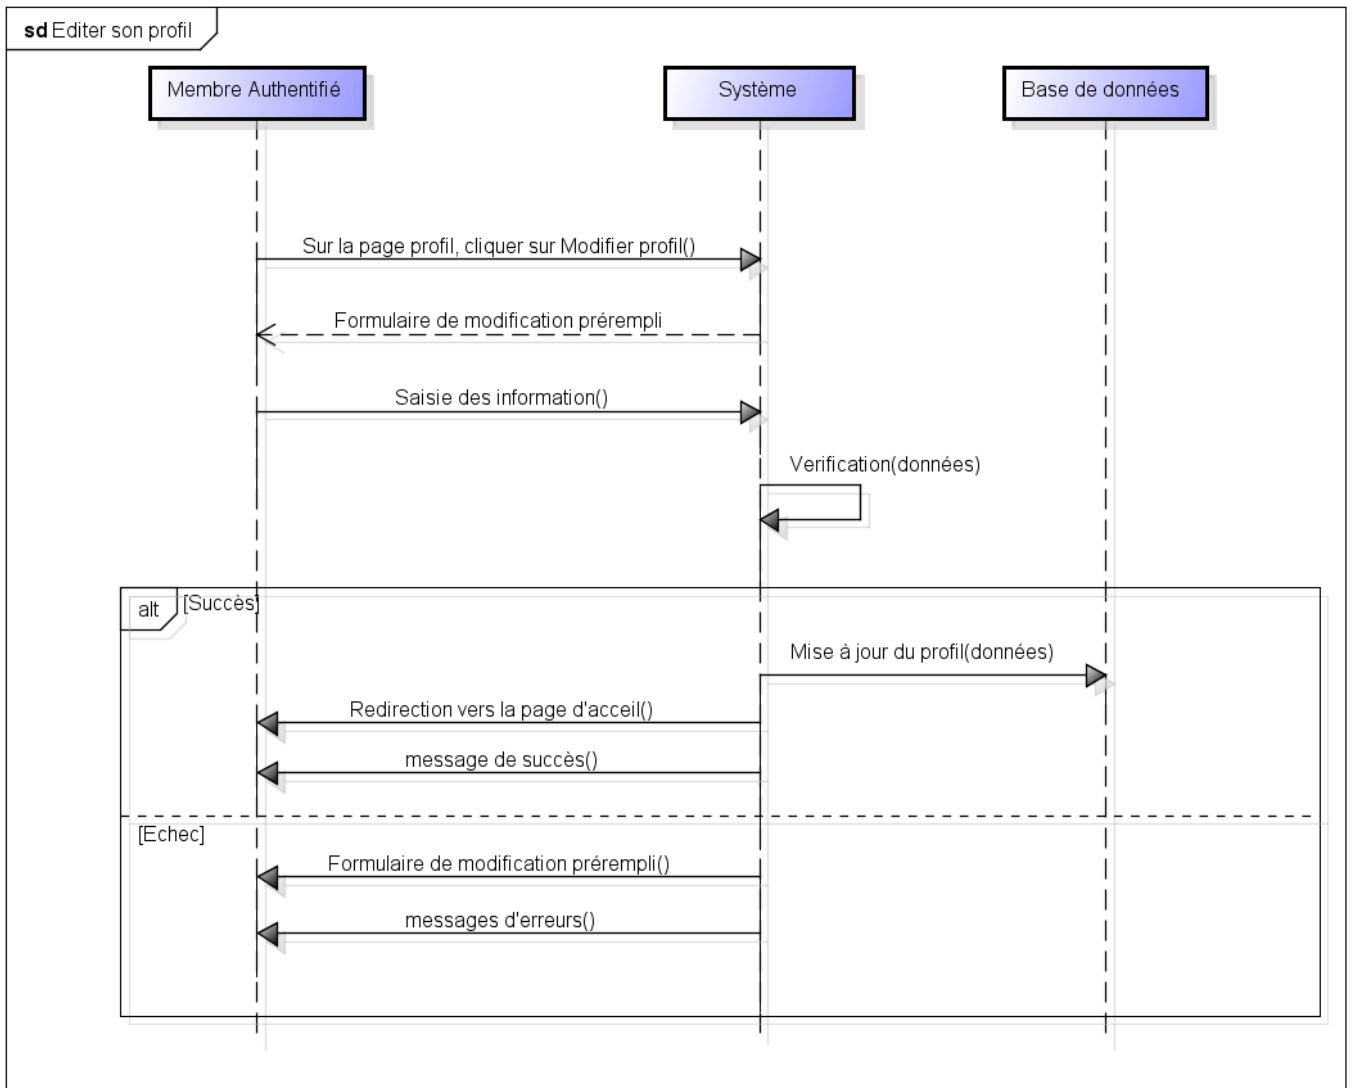 sd Editer son profil
Membre Authentifié
Système
Base de données
Sur la page profil, cliquer sur Modifier profil()
Formulaire de modification prérempli
Saisie des information()
Verification(données)
alt
[Succès]
Mise à jour du profil(données)
Redirection vers la page d'acceil()
message de succès()
[Echec]
Formulaire de modification prérempli()
messages d'erreurs()